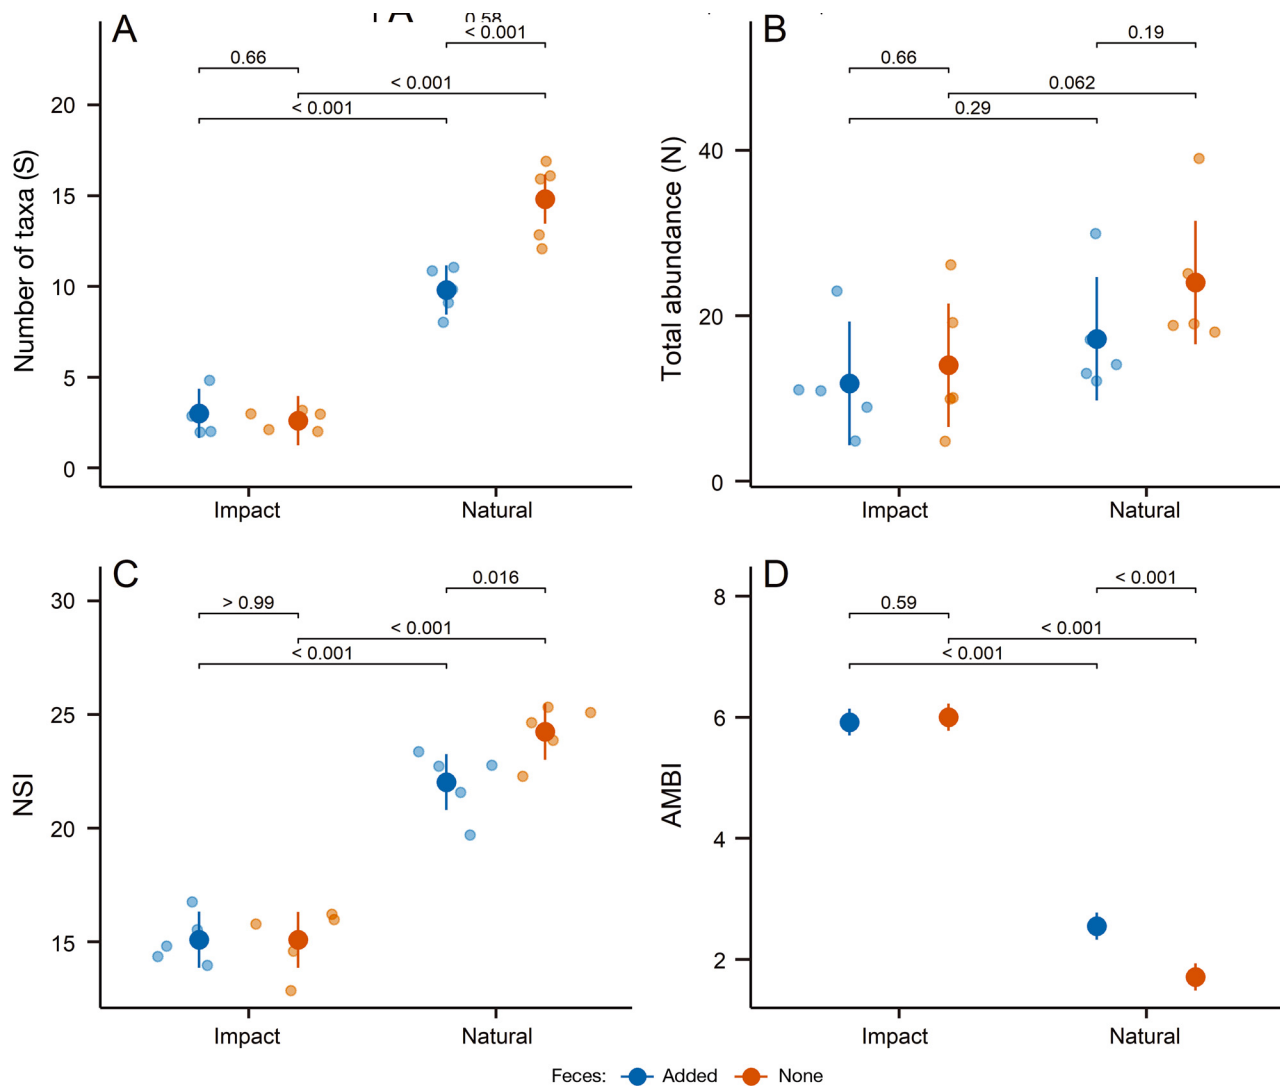 A
< 0.001
0.66
< 0.001
< 0.001
20
15
10
5
0
Number of taxa (S)
Impact
Natural
B
0.19
0.66
0.062
0.29
40
20
0
Total abundance (N)
Impact
Natural
C
0.016
> 0.99
< 0.001
< 0.001
30
25
20
15
NSI
Impact
Natural
D
< 0.001
0.59
< 0.001
< 0.001
8
6
4
2
AMBI
Impact
Natural
Feces: Added None